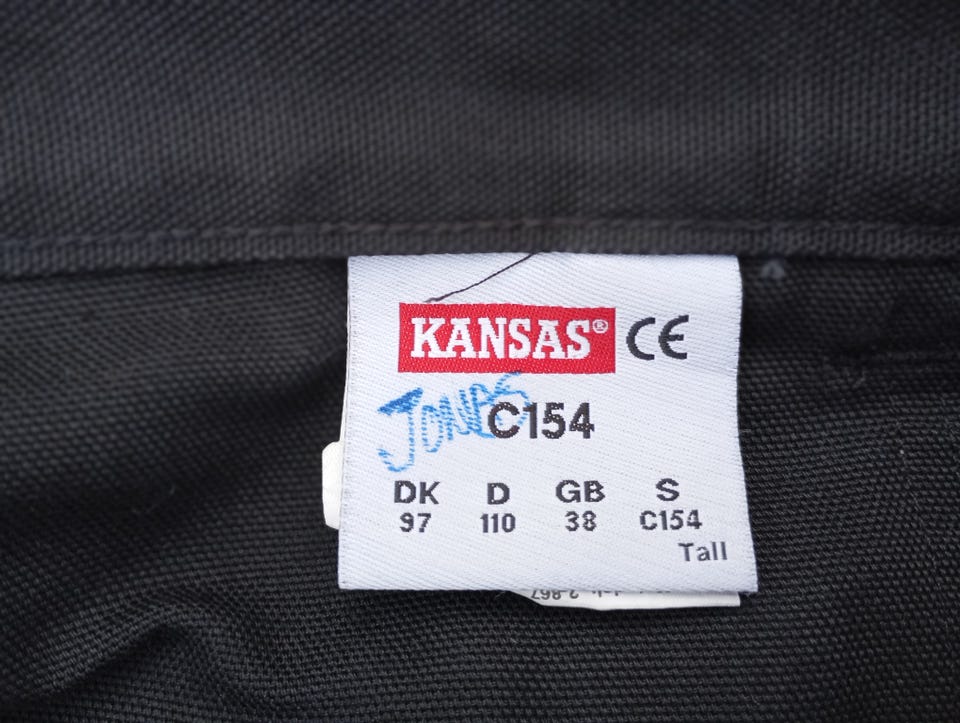 KANSAS® CE
JONAS
C154
DK D GB S
97 110 38 C154
Tall